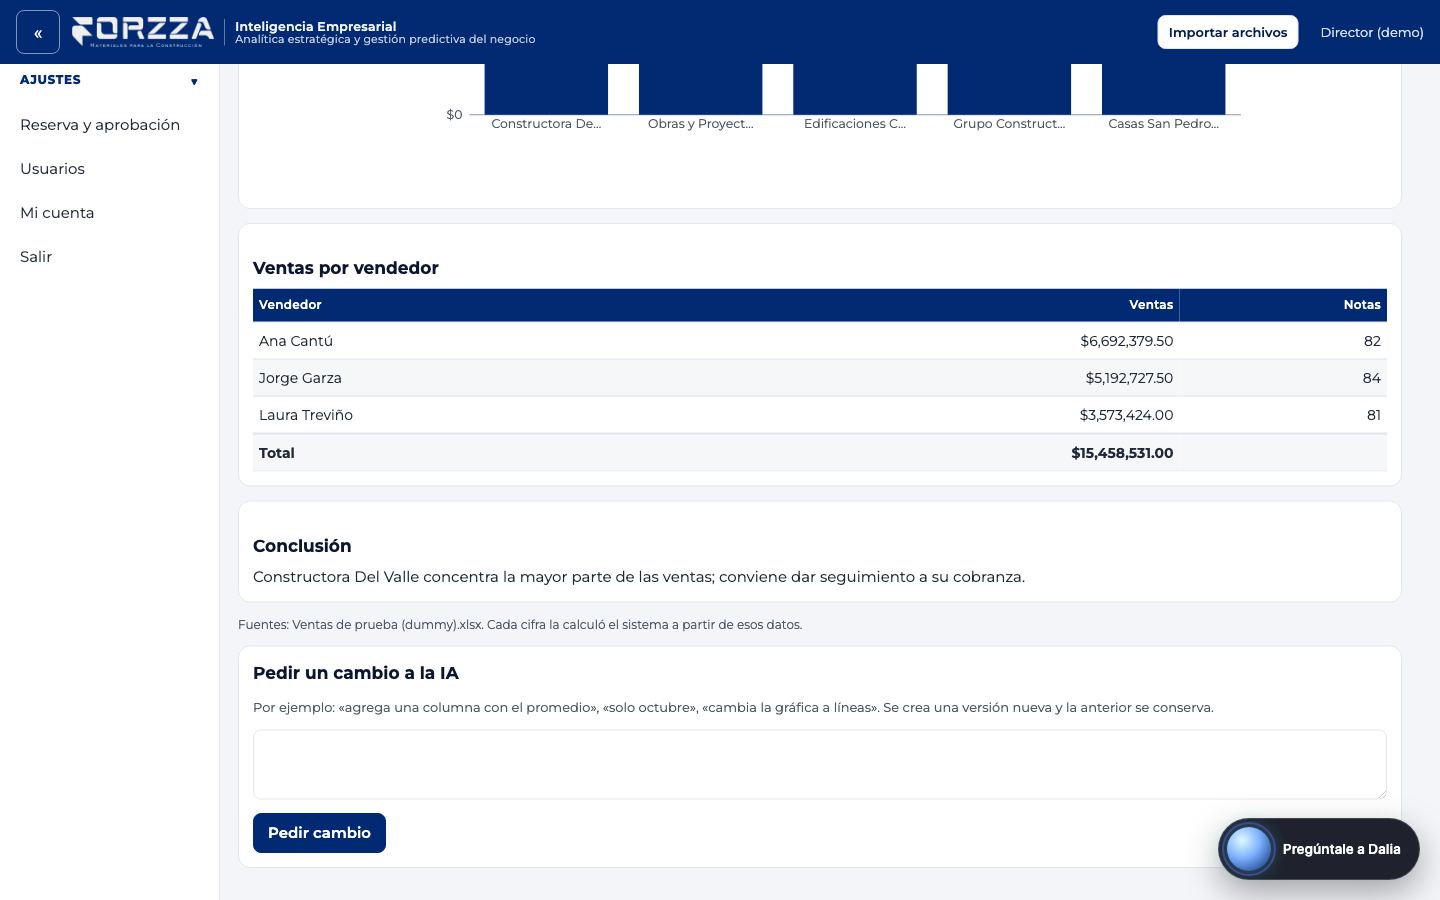 «
FORZZA
MATERIALES PARA LA CONSTRUCCIÓN
Inteligencia Empresarial
Analítica estratégica y gestión predictiva del negocio
Importar archivos
Director (demo)
AJUSTES ▼
Reserva y aprobación
Usuarios
Mi cuenta
Salir
$0
Constructora De... Obras y Proyect... Edificaciones C... Grupo Construct... Casas San Pedro...
Ventas por vendedor
Vendedor Ventas Notas
Ana Cantú $6,692,379.50 82
Jorge Garza $5,192,727.50 84
Laura Treviño $3,573,424.00 81
Total $15,458,531.00
Conclusión
Constructora Del Valle concentra la mayor parte de las ventas; conviene dar seguimiento a su cobranza.
Fuentes: Ventas de prueba (dummy).xlsx. Cada cifra la calculó el sistema a partir de esos datos.
Pedir un cambio a la IA
Por ejemplo: «agrega una columna con el promedio», «solo octubre», «cambia la gráfica a líneas». Se crea una versión nueva y la anterior se conserva.
Pedir cambio
Pregúntale a Dalia